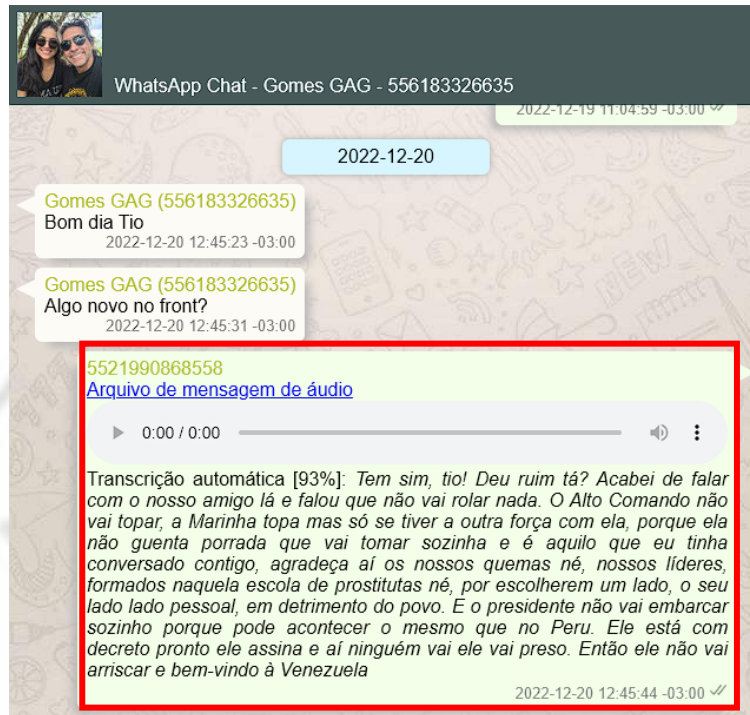 WhatsApp Chat - Gomes GAG - 556183326635
2022-12-19 11:04:59 -03:00
2022-12-20
Gomes GAG (556183326635)
Bom dia Tio
2022-12-20 12:45:23 -03:00
Gomes GAG (556183326635)
Algo novo no front?
2022-12-20 12:45:31 -03:00
5521990868558
Arquivo de mensagem de áudio
0:00 / 0:00
Transcrição automática [93%]: Tem sim, tio! Deu ruim tá? Acabei de falar
com o nosso amigo lá e falou que não vai rolar nada. O Alto Comando não
vai topar, a Marinha topa mas só se tiver a outra força com ela, porque ela
não guenta porrada que vai tomar sozinha e é aquilo que eu tinha
conversado contigo, agradeça aí os nossos quemas né, nossos líderes,
formados naquela escola de prostitutas né, por escolherem um lado, o seu
lado lado pessoal, em detrimento do povo. E o presidente não vai embarcar
sozinho porque pode acontecer o mesmo que no Peru. Ele está com
decreto pronto ele assina e aí ninguém vai ele vai preso. Então ele não vai
arriscar e bem-vindo à Venezuela
2022-12-20 12:45:44 -03:00